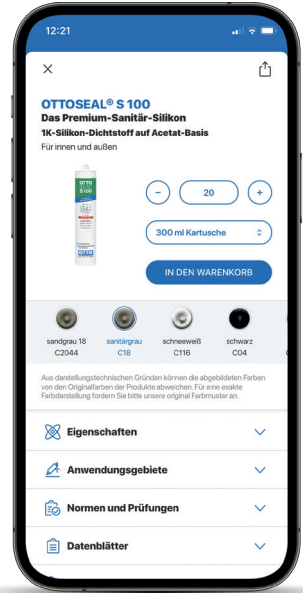 12:21
OTTOSEAL® S 100
Das Premium-Sanitär-Silikon
1K-Silikon-Dichtstoff auf Acetat-Basis
Für innen und außen
OTTO
S 100
20
300 ml Kartusche
OTTO
IN DEN WARENKORB
sandgrau 18 sanitärgrau schneeweiß schwarz
C2044 C18 C116 C04
Aus darstellungstechnischen Gründen können die abgebildeten Farben
von den Originalfarben der Produkte abweichen. Für eine exakte
Farbdarstellung fordern Sie bitte unsere original Farbmuster an.
Eigenschaften
Anwendungsgebiete
Normen und Prüfungen
Datenblätter